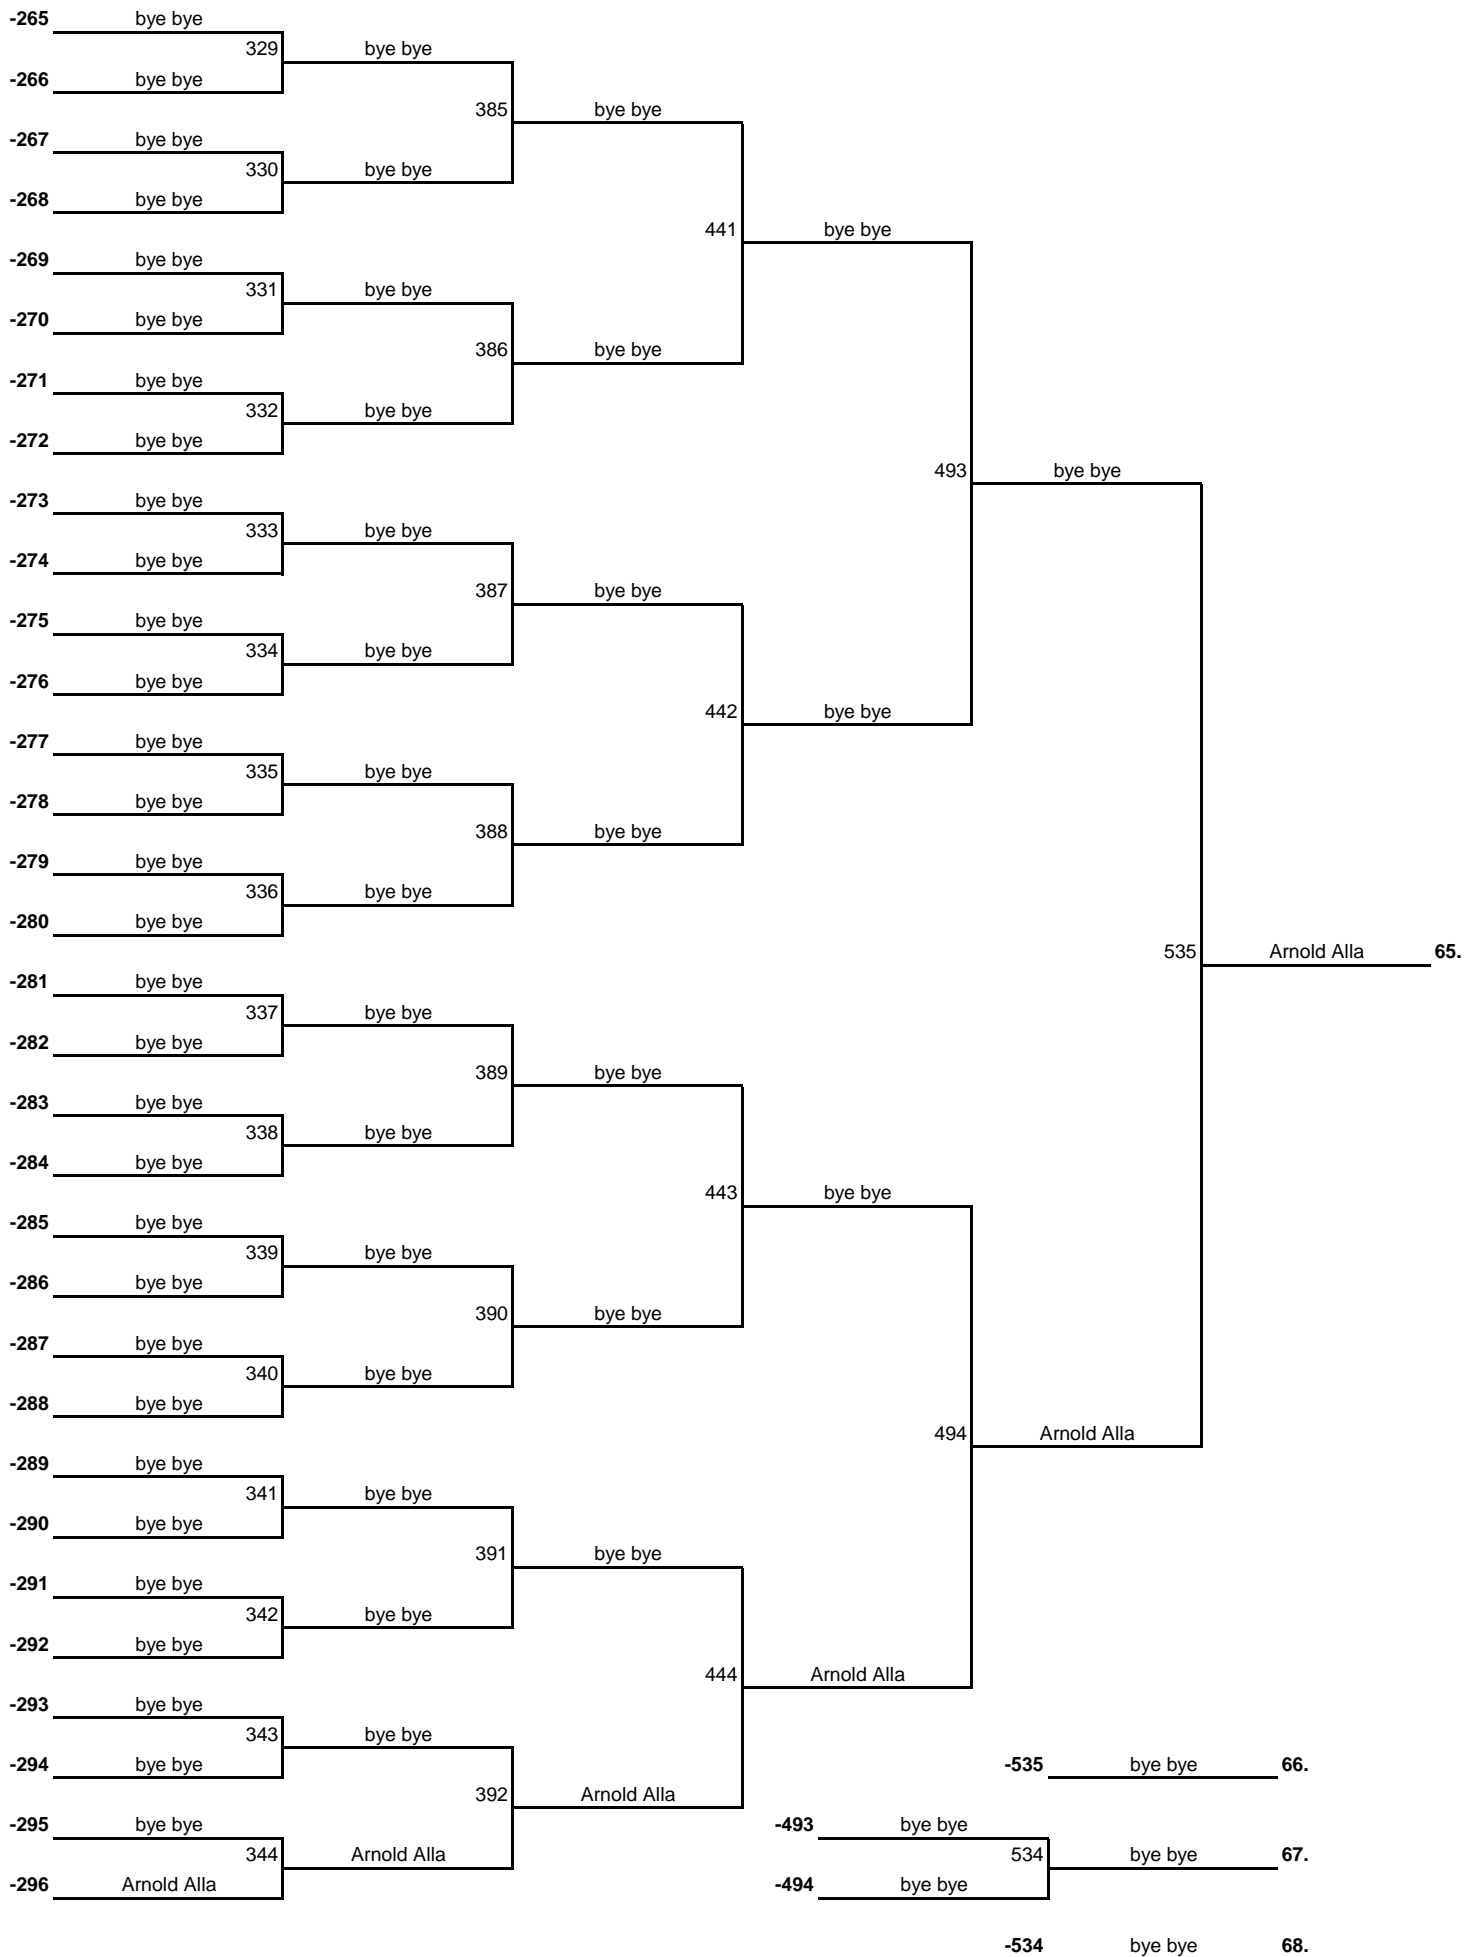 -265 bye bye
329 bye bye
-266 bye bye
385 bye bye
-267 bye bye
330 bye bye
-268 bye bye
441 bye bye
-269 bye bye
331 bye bye
-270 bye bye
386 bye bye
-271 bye bye
332 bye bye
-272 bye bye
493 bye bye
-273 bye bye
333 bye bye
-274 bye bye
387 bye bye
-275 bye bye
334 bye bye
-276 bye bye
442 bye bye
-277 bye bye
335 bye bye
-278 bye bye
388 bye bye
-279 bye bye
336 bye bye
-280 bye bye
535 Arnold Alla 65.
-281 bye bye
337 bye bye
-282 bye bye
389 bye bye
-283 bye bye
338 bye bye
-284 bye bye
443 bye bye
-285 bye bye
339 bye bye
-286 bye bye
390 bye bye
-287 bye bye
340 bye bye
-288 bye bye
494 Arnold Alla
-289 bye bye
341 bye bye
-290 bye bye
391 bye bye
-291 bye bye
342 bye bye
-292 bye bye
444 Arnold Alla
-293 bye bye
343 bye bye
-294 bye bye -535 bye bye 66.
392 Arnold Alla
-295 bye bye -493 bye bye
344 Arnold Alla 534 bye bye 67.
-296 Arnold Alla -494 bye bye
-534 bye bye 68.